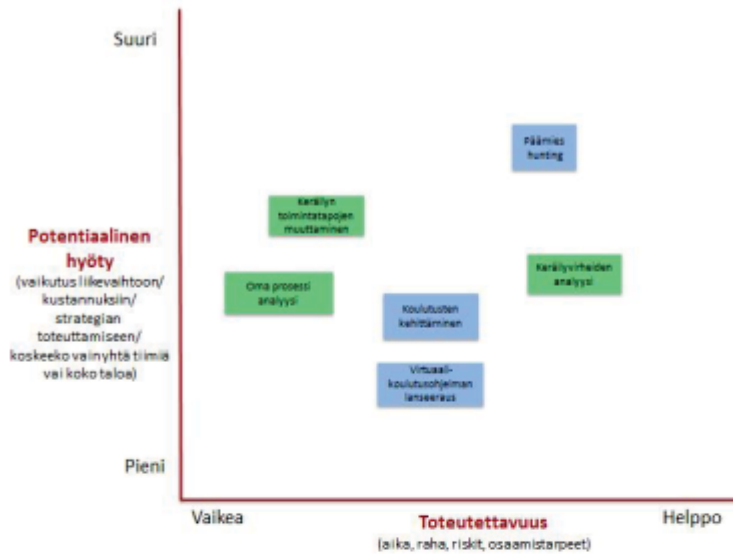 Suuri
Päämies
hunting
Keräilyn
toimintatapojen
muuttaminen
Potentiaalinen
hyöty
(vaikutus liikevaihtoon/
kustannuksiin/
strategian
toteuttamiseen/
koskeeko vain yhtä tiimiä
vai koko taloa)
Keräilyvirheiden
analyysi
Oma prosessi
analyysi
Koulutusten
kehittäminen
Virtuaali-
koulutusohjelman
lanseeraus
Pieni
Vaikea
Toteutettavuus
Helppo
(aika, raha, riskit, osaamistarpeet)